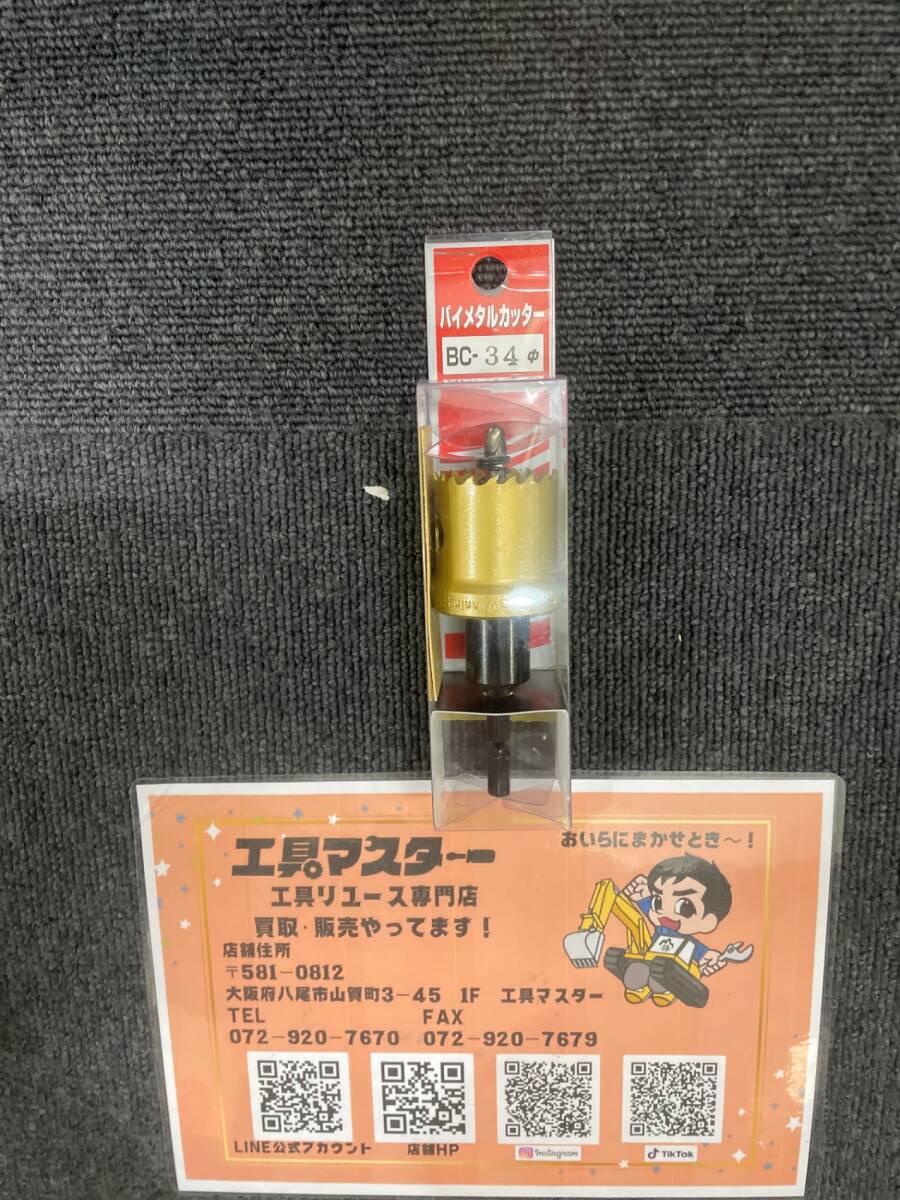 バイメタルカッター
BC-34φ
工具マスター
おいらにまかせとき～！
工具リユース専門店
買取・販売やってます！
店舗住所
〒581-0812
大阪府八尾市山賀町3-45 1F 工具マスター
TEL FAX
072-920-7670 072-920-7679
LINE公式アカウント 店舗HP Instagram TikTok